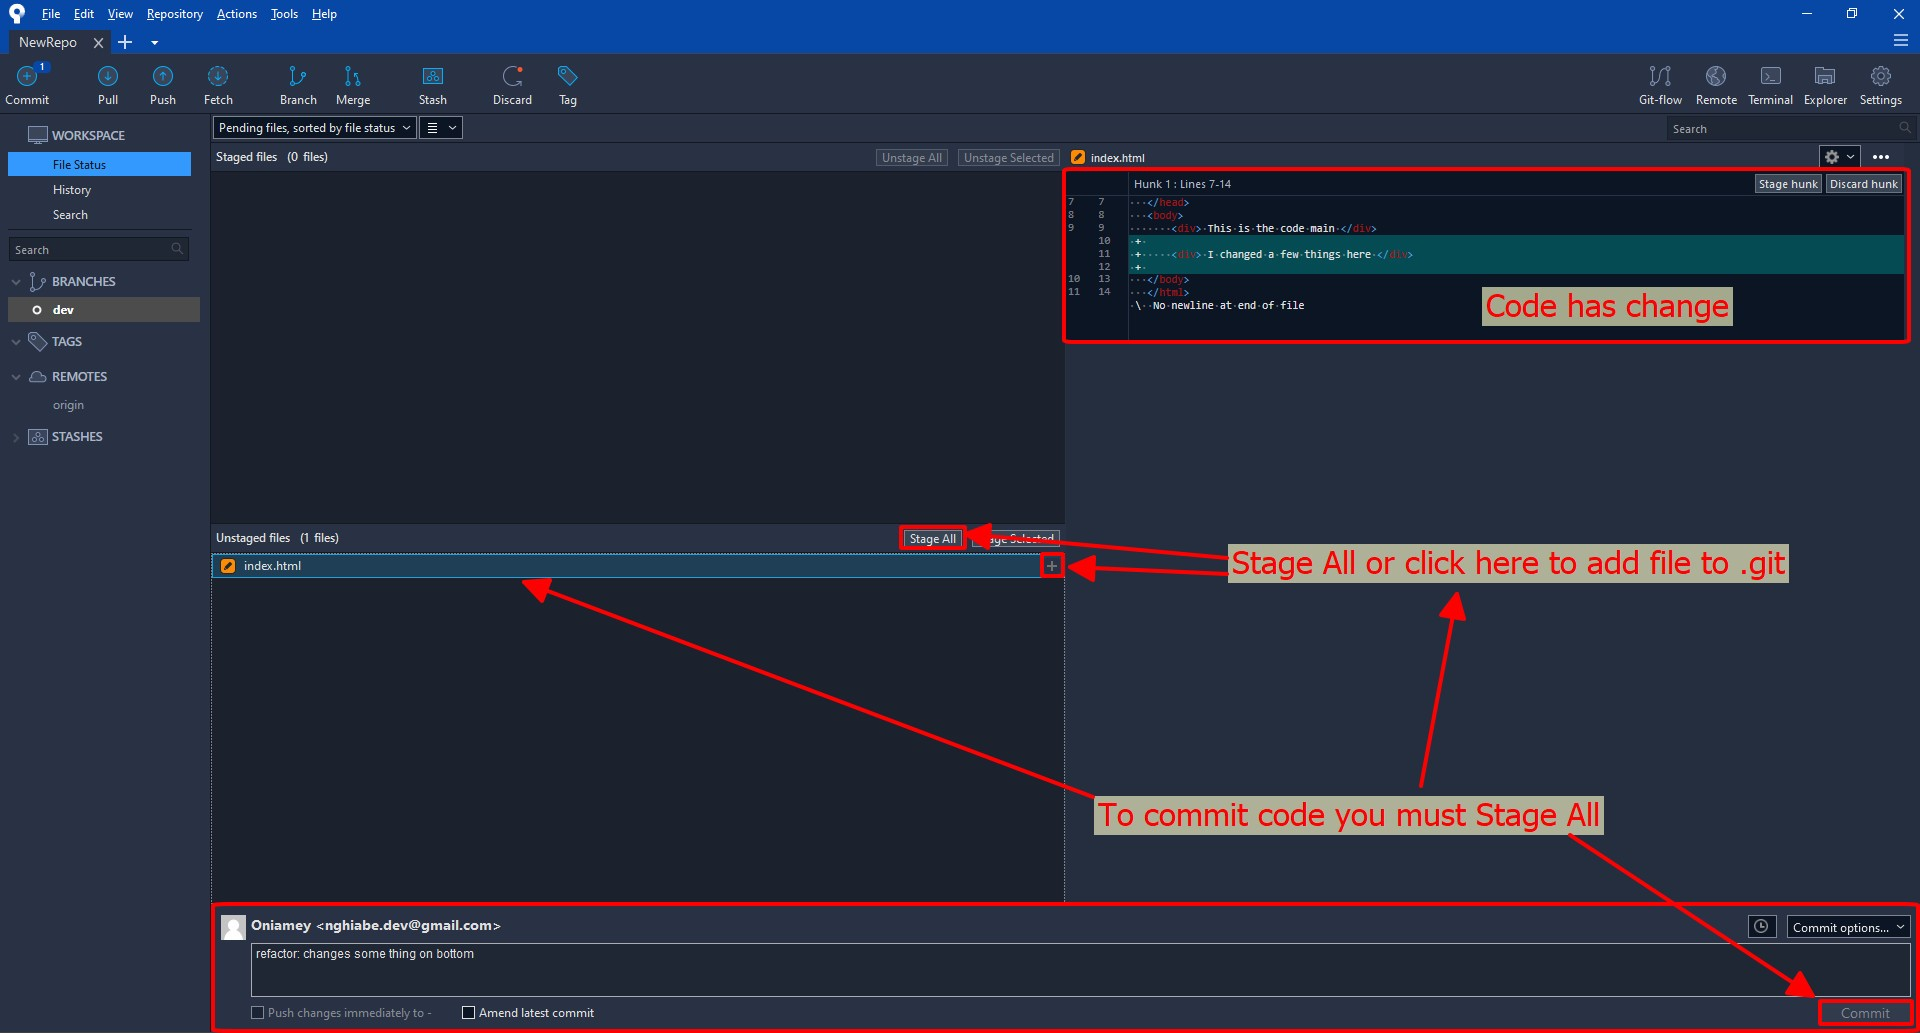 File Edit View Repository Actions Tools Help
NewRepo
1
Commit Pull Push Fetch Branch Merge Stash Discard Tag Git-flow Remote Terminal Explorer Settings
WORKSPACE
File Status
History
Search
Search
BRANCHES
dev
TAGS
REMOTES
origin
STASHES
Pending files, sorted by file status
Search
Staged files (0 files) Unstage All Unstage Selected
index.html
Hunk 1 : Lines 7-14 Stage hunk Discard hunk
7 7 ···</head>
8 8 ···<body>
9 9 ·······<div>·This·is·the·code·main·</div>
10 +·
11 +·····<div>·I·changed·a·few·things·here·</div>
12 +·
10 13 ···</body>
11 14 ···</html>
\··No·newline·at·end·of·file
Code has change
Unstaged files (1 files) Stage All Selected
index.html
Stage All or click here to add file to .git
To commit code you must Stage All
Oniamey <nghiabe.dev@gmail.com>
Commit options...
refactor: changes some thing on bottom
Push changes immediately to -
Amend latest commit
Commit